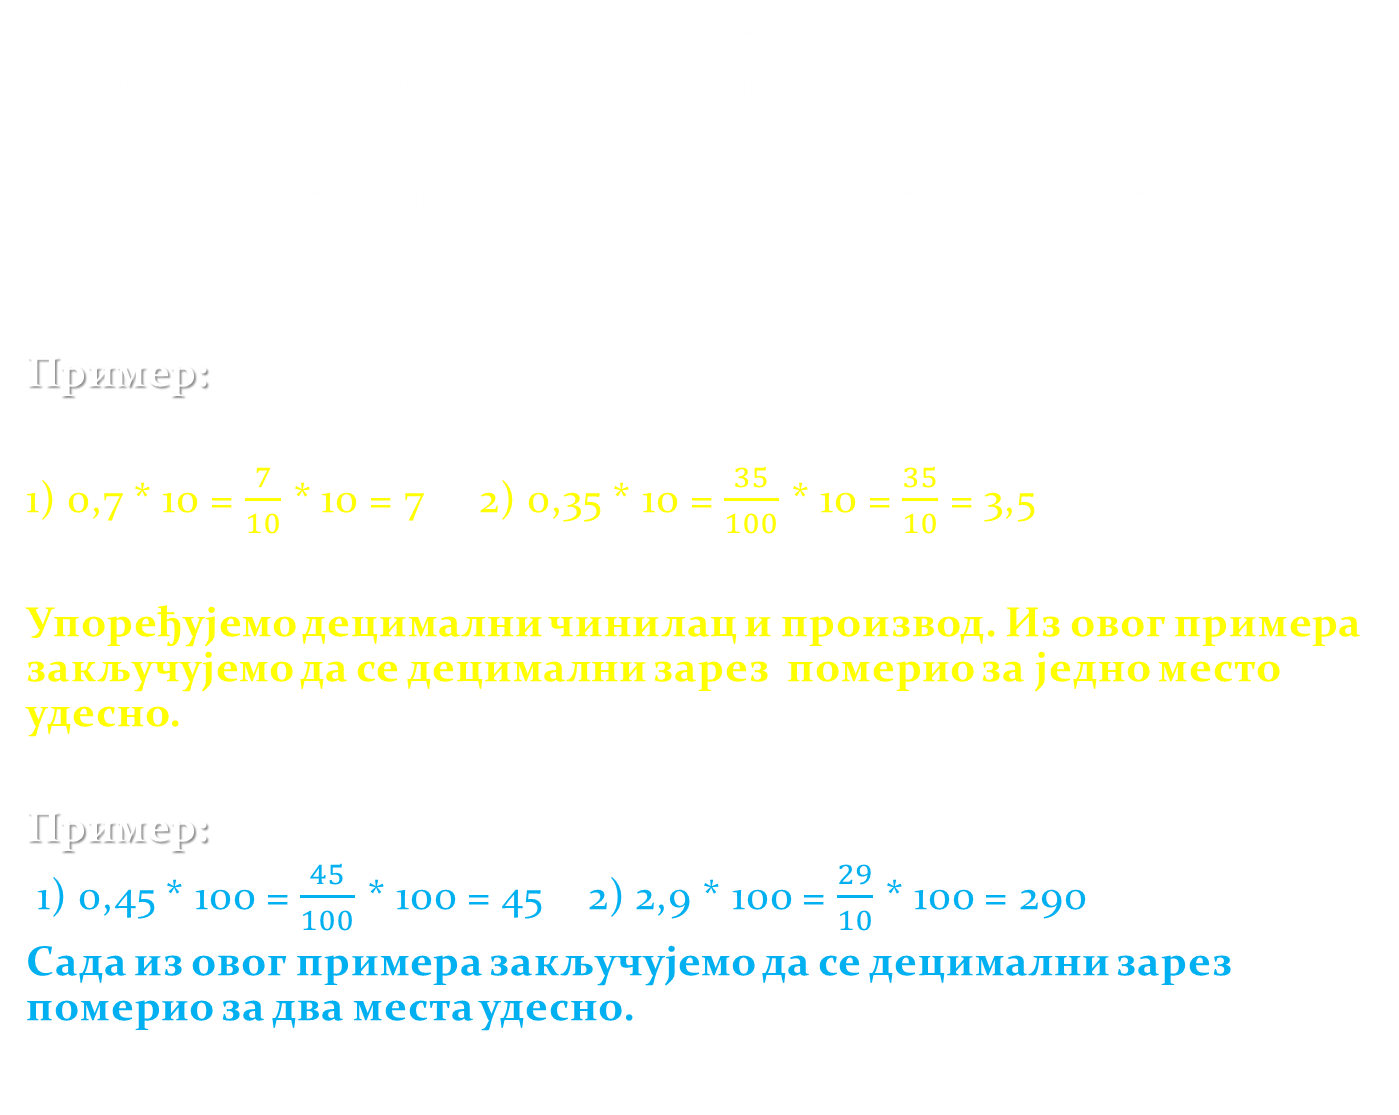 Пример:
1) 0,7 * 10 = 7/10 * 10 = 7 2) 0,35 * 10 = 35/100 * 10 = 35/10 = 3,5
Упоређујемо децимални чинилац и производ. Из овог примера
закључујемо да се децимални зарез померио за једно место
удесно.
Пример:
1) 0,45 * 100 = 45/100 * 100 = 45 2) 2,9 * 100 = 29/10 * 100 = 290
Сада из овог примера закључујемо да се децимални зарез
померио за два места удесно.